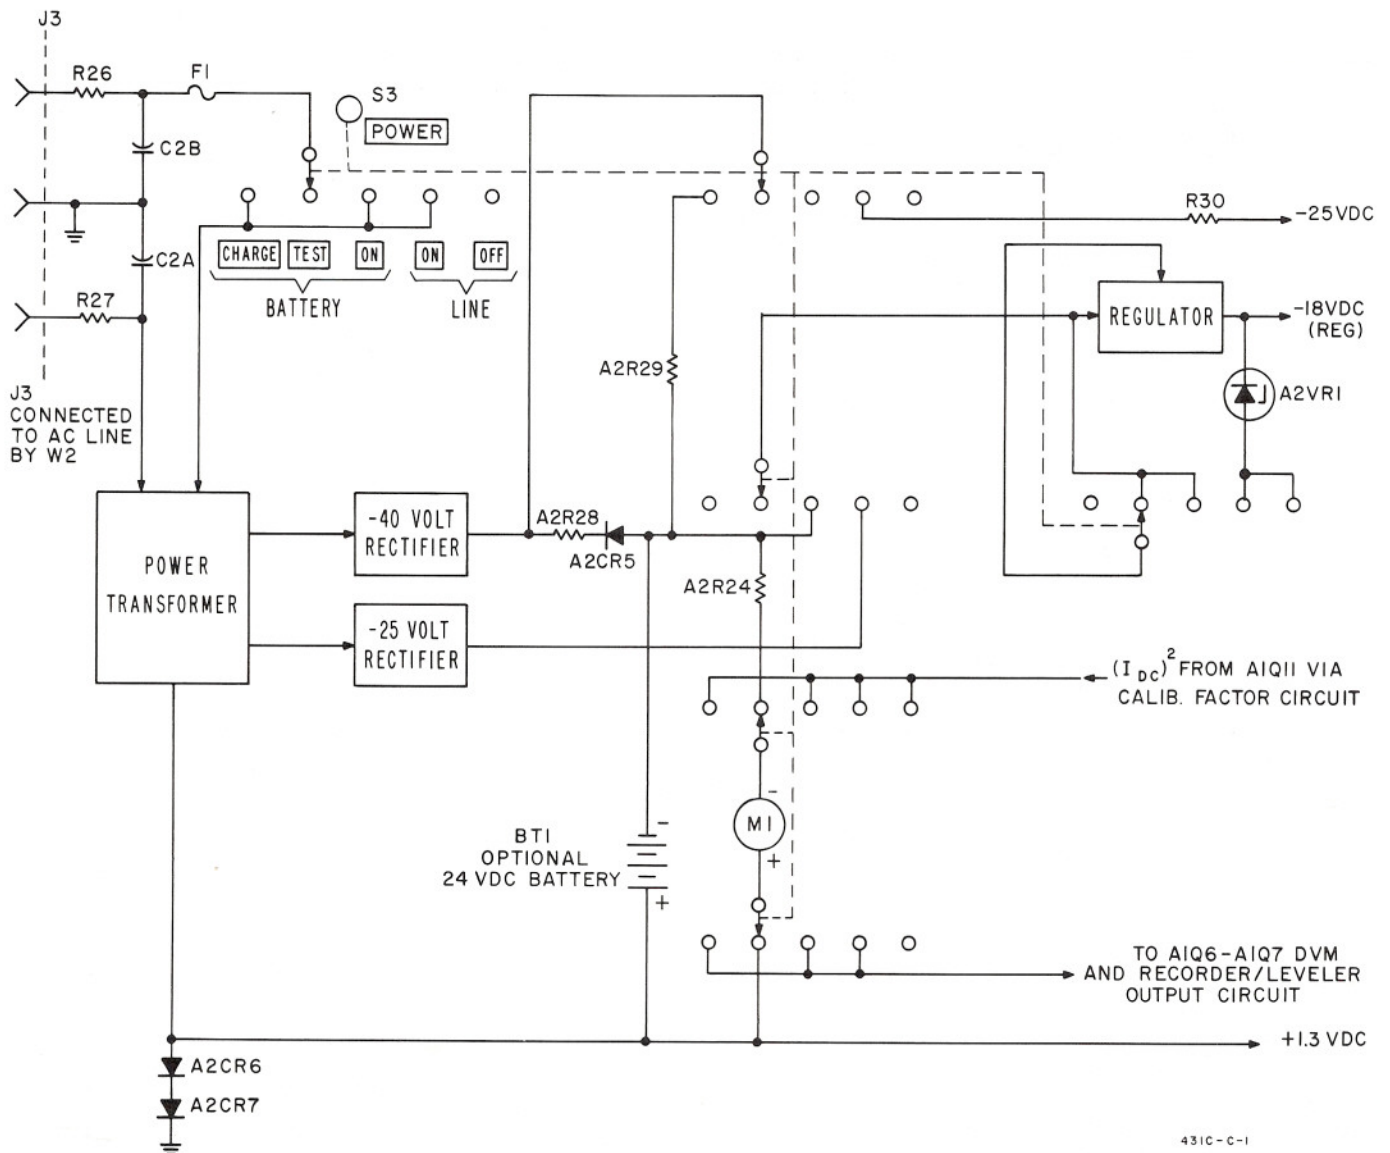 J3
R26
F1
S3
POWER
C2B
R30
-25VDC
CHARGE TEST ON ON OFF
C2A
BATTERY LINE
R27
REGULATOR
-18VDC
(REG)
A2R29
A2VR1
J3
CONNECTED
TO AC LINE
BY W2
-40 VOLT
RECTIFIER
A2R28
A2CR5
POWER
TRANSFORMER
A2R24
-25 VOLT
RECTIFIER
(I DC)² FROM A1Q11 VIA
CALIB. FACTOR CIRCUIT
-
M1
+
BT1
OPTIONAL
24 VDC BATTERY
-
+
TO A1Q6-A1Q7 DVM
AND RECORDER/LEVELER
OUTPUT CIRCUIT
+1.3 VDC
A2CR6
A2CR7
431C-C-1